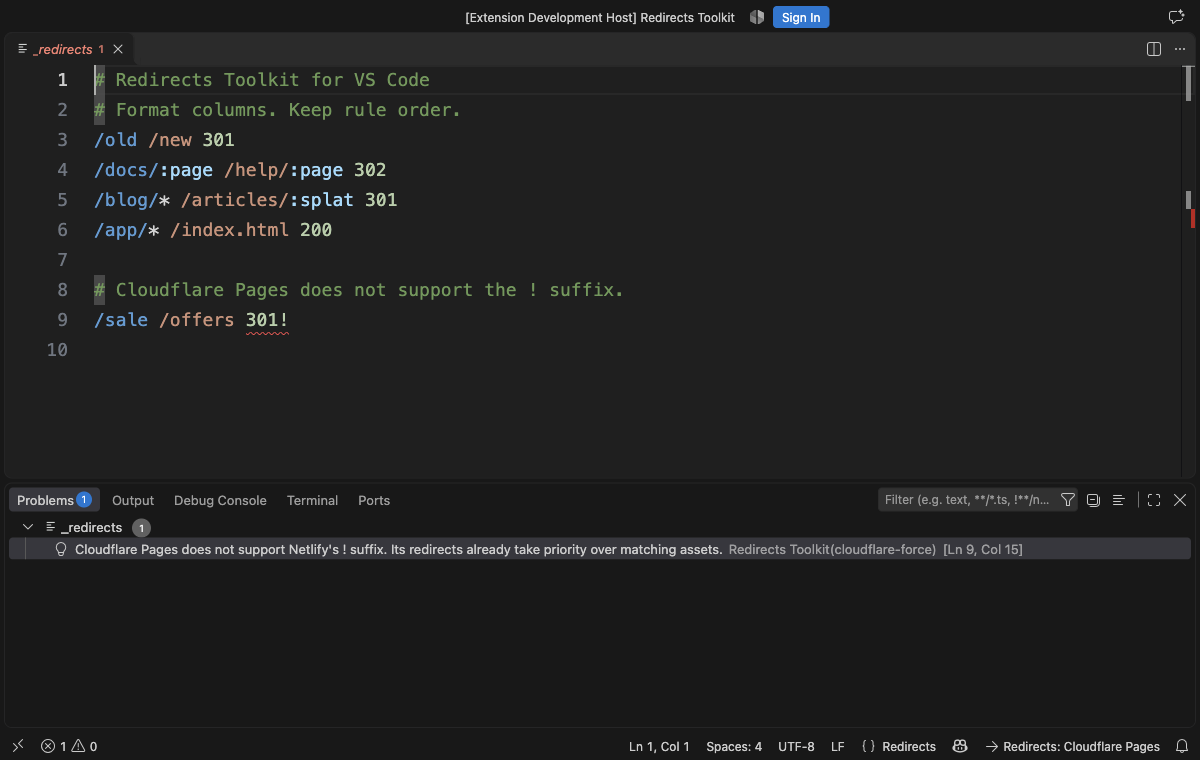 [Extension Development Host] Redirects Toolkit Sign In
_redirects 1
1 # Redirects Toolkit for VS Code
2 # Format columns. Keep rule order.
3 /old /new 301
4 /docs/:page /help/:page 302
5 /blog/* /articles/:splat 301
6 /app/* /index.html 200
7
8 # Cloudflare Pages does not support the ! suffix.
9 /sale /offers 301!
10
Problems 1 Output Debug Console Terminal Ports Filter (e.g. text, **/*.ts, !**/n...
_redirects 1
Cloudflare Pages does not support Netlify's ! suffix. Its redirects already take priority over matching assets. Redirects Toolkit(cloudflare-force) [Ln 9, Col 15]
1 0 Ln 1, Col 1 Spaces: 4 UTF-8 LF {} Redirects Redirects: Cloudflare Pages